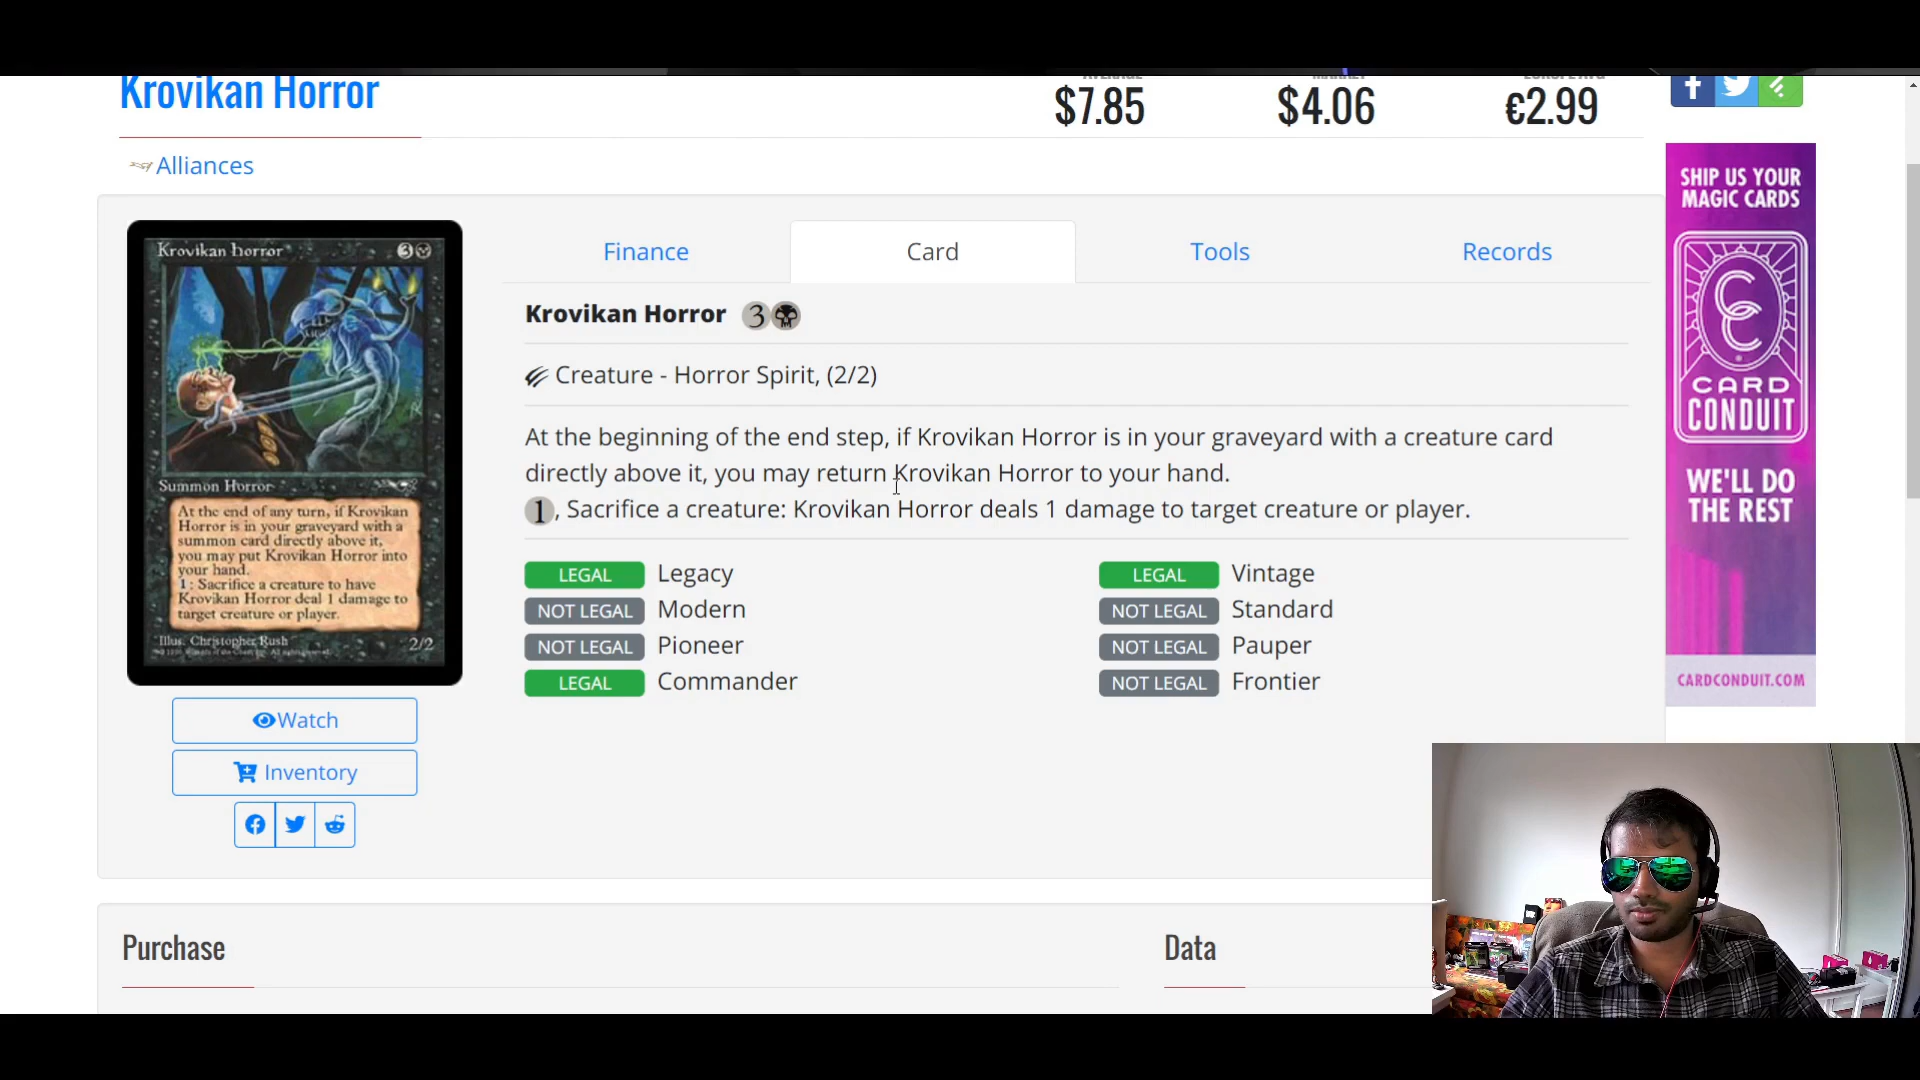 Krovikan Horror
AVERAGE MARKET EUROPE AVG
$7.85 $4.06 €2.99
Alliances
Finance Card Tools Records
Krovikan Horror 3
Krovikan Horror 3
Creature - Horror Spirit, (2/2)
At the beginning of the end step, if Krovikan Horror is in your graveyard with a creature card
directly above it, you may return Krovikan Horror to your hand.
1, Sacrifice a creature: Krovikan Horror deals 1 damage to target creature or player.
Summon Horror
At the end of any turn, if Krovikan
Horror is in your graveyard with a
summon card directly above it,
you may put Krovikan Horror into
your hand.
1: Sacrifice a creature to have
Krovikan Horror deal 1 damage to
target creature or player.
Illus. Christopher Rush 2/2
LEGAL Legacy LEGAL Vintage
NOT LEGAL Modern NOT LEGAL Standard
NOT LEGAL Pioneer NOT LEGAL Pauper
LEGAL Commander NOT LEGAL Frontier
Watch
Inventory
Purchase Data
SHIP US YOUR
MAGIC CARDS
CARD
CONDUIT
WE'LL DO
THE REST
CARDCONDUIT.COM